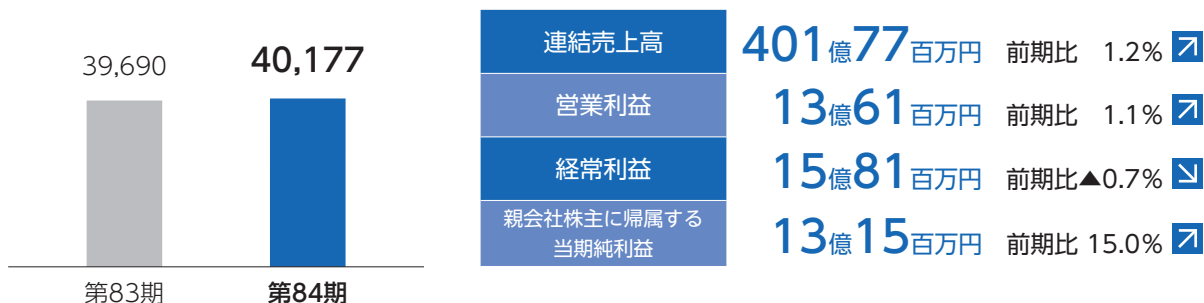 39,690
40,177
第83期
第84期
連結売上高 401億77百万円 前期比 1.2%
営業利益 13億61百万円 前期比 1.1%
経常利益 15億81百万円 前期比▲0.7%
親会社株主に帰属する
当期純利益 13億15百万円 前期比 15.0%